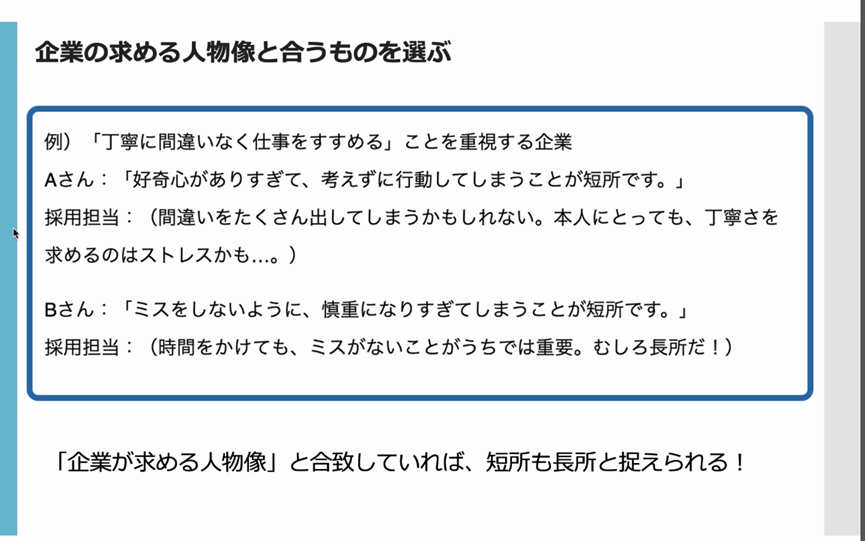 企業の求める人物像と合うものを選ぶ
例）「丁寧に間違いなく仕事をすすめる」ことを重視する企業
Aさん：「好奇心がありすぎて、考えずに行動してしまうことが短所です。」
採用担当：（間違いをたくさん出してしまうかもしれない。本人にとっても、丁寧さを
求めるのはストレスかも…。）
Bさん：「ミスをしないように、慎重になりすぎてしまうことが短所です。」
採用担当：（時間をかけても、ミスがないことがうちでは重要。むしろ長所だ！）
「企業が求める人物像」と合致していれば、短所も長所と捉えられる！